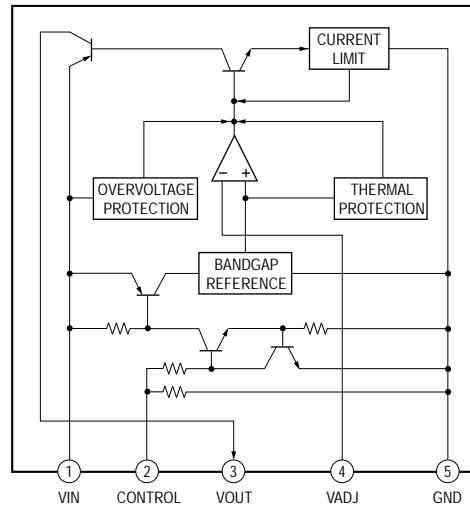 CURRENT
LIMIT
− +
OVERVOLTAGE
PROTECTION
THERMAL
PROTECTION
BANDGAP
REFERENCE
1 2 3 4 5
VIN CONTROL VOUT VADJ GND